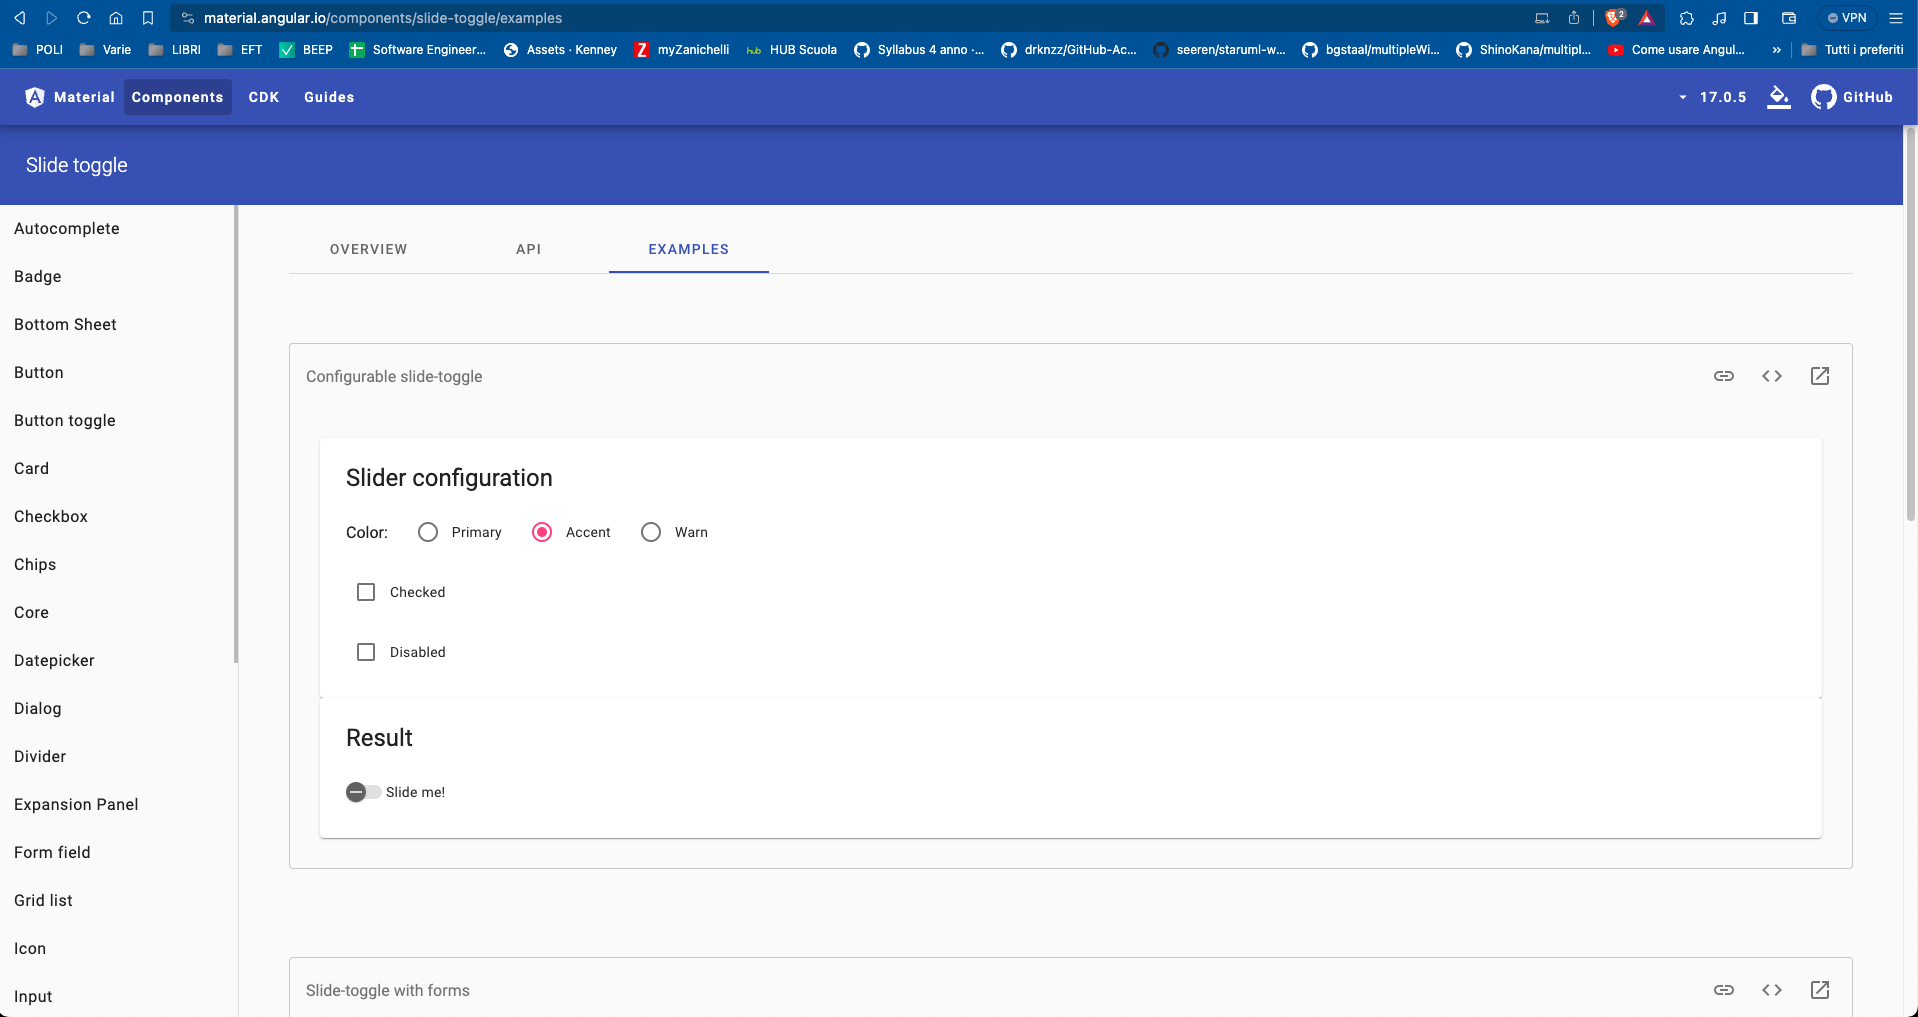 material.angular.io/components/slide-toggle/examples
2
VPN
POLI Varie LIBRI EFT BEEP Software Engineer... Assets · Kenney myZanichelli hub HUB Scuola Syllabus 4 anno -... drknzz/GitHub-Ac... seeren/staruml-w... bgstaal/multipleWi... ShinoKana/multipl... Come usare Angul... » Tutti i preferiti
Material Components CDK Guides 17.0.5 GitHub
Slide toggle
Autocomplete
Badge
Bottom Sheet
Button
Button toggle
Card
Checkbox
Chips
Core
Datepicker
Dialog
Divider
Expansion Panel
Form field
Grid list
Icon
Input
OVERVIEW API EXAMPLES
Configurable slide-toggle
Slider configuration
Color: Primary Accent Warn
Checked
Disabled
Result
Slide me!
Slide-toggle with forms